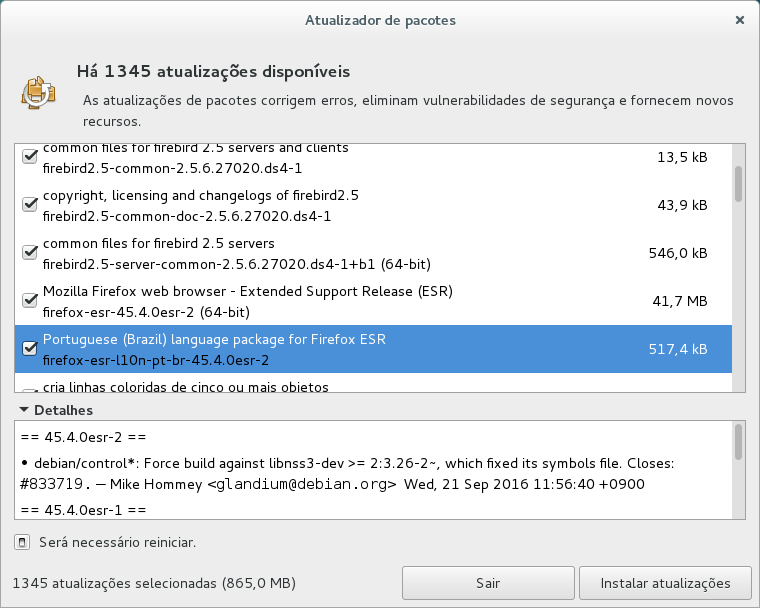 Atualizador de pacotes
Há 1345 atualizações disponíveis
As atualizações de pacotes corrigem erros, eliminam vulnerabilidades de segurança e fornecem novos
recursos.
common files for firebird 2.5 servers and clients
firebird2.5-common-2.5.6.27020.ds4-1
13,5 kB
copyright, licensing and changelogs of firebird2.5
firebird2.5-common-doc-2.5.6.27020.ds4-1
43,9 kB
common files for firebird 2.5 servers
firebird2.5-server-common-2.5.6.27020.ds4-1+b1 (64-bit)
546,0 kB
Mozilla Firefox web browser - Extended Support Release (ESR)
firefox-esr-45.4.0esr-2 (64-bit)
41,7 MB
Portuguese (Brazil) language package for Firefox ESR
firefox-esr-l10n-pt-br-45.4.0esr-2
517,4 kB
cria linhas coloridas de cinco ou mais objetos
Detalhes
== 45.4.0esr-2 ==
• debian/control*: Force build against libnss3-dev >= 2:3.26-2~, which fixed its symbols file. Closes:
#833719. — Mike Hommey <glandium@debian.org> Wed, 21 Sep 2016 11:56:40 +0900
== 45.4.0esr-1 ==
Será necessário reiniciar.
1345 atualizações selecionadas (865,0 MB)
Sair
Instalar atualizações